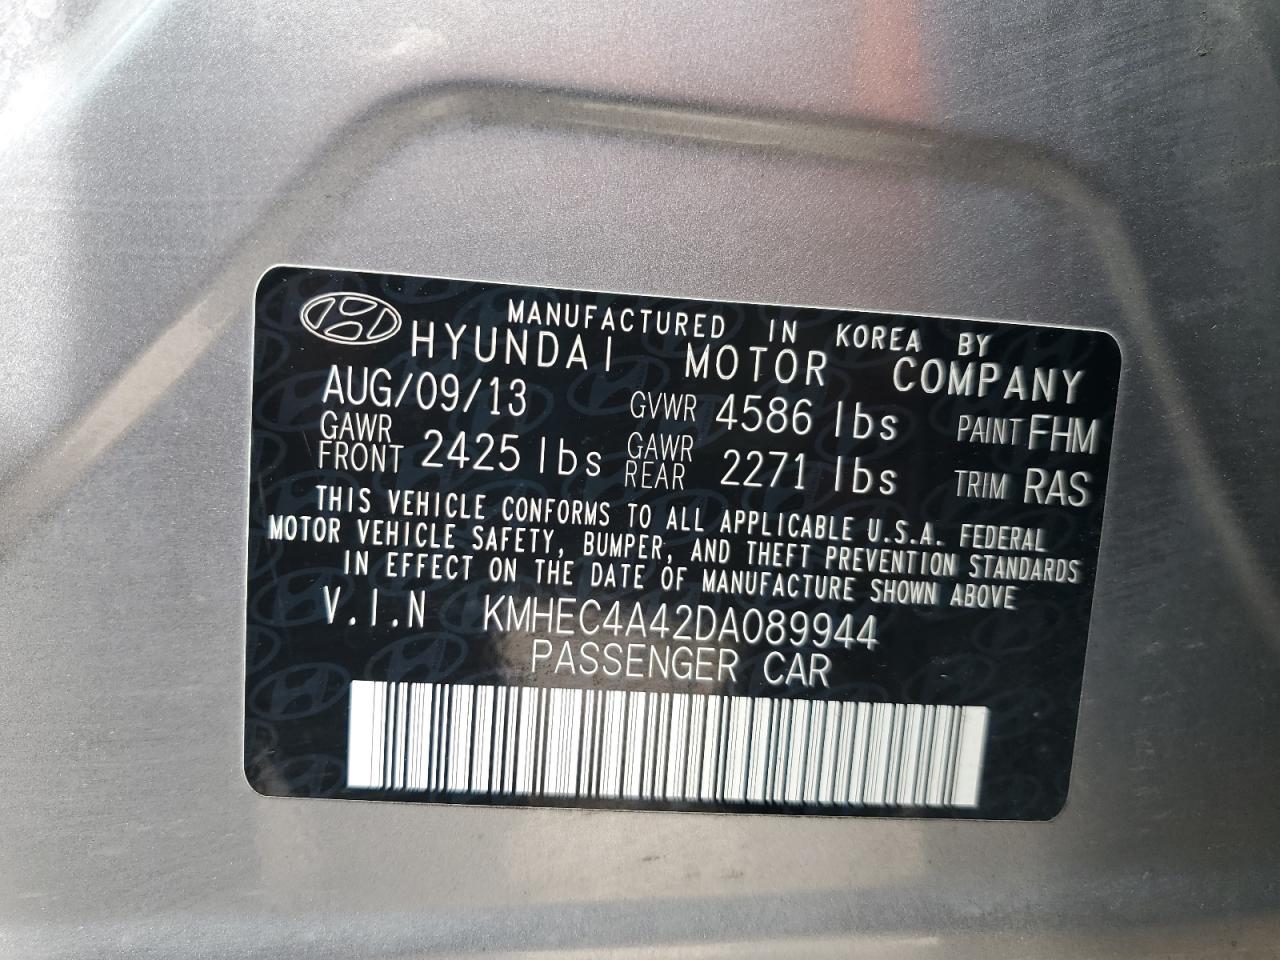 MANUFACTURED IN KOREA BY
HYUNDAI MOTOR COMPANY
AUG/09/13 GVWR 4586 lbs PAINT FHM
GAWR FRONT 2425 lbs GAWR REAR 2271 lbs TRIM RAS
THIS VEHICLE CONFORMS TO ALL APPLICABLE U.S.A. FEDERAL
MOTOR VEHICLE SAFETY, BUMPER, AND THEFT PREVENTION STANDARDS
IN EFFECT ON THE DATE OF MANUFACTURE SHOWN ABOVE
V.I.N KMHEC4A42DA089944
PASSENGER CAR